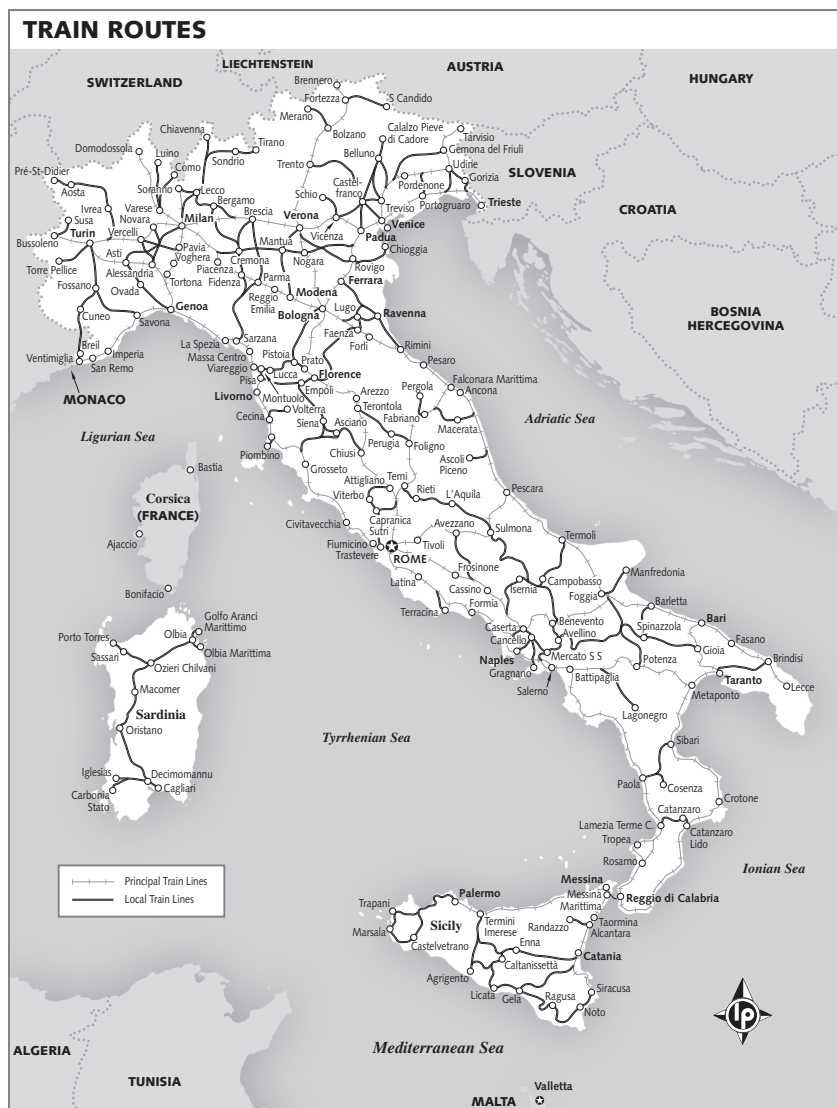 TRAIN ROUTES
LIECHTENSTEIN
AUSTRIA
SWITZERLAND
HUNGARY
Brennero
Fortezza
S Candido
Merano
Bolzano
Chiavenna
Tirano
Calalzo Pieve
di Cadore
Tarvisio
Gemona del Friuli
Domodossola
Luino
Como
Sondrio
Trento
Belluno
Udine
Gorizia
SLOVENIA
Pré-St-Didier
Aosta
Soranno
Lecco
Bergamo
Schio
Castel-
franco
Pordenone
Portogruaro
Trieste
Treviso
CROATIA
Ivrea
Susa
Varese
Novara
Milan
Brescia
Verona
Vicenza
Venice
Padua
Bussoleno
Turin
Vercelli
Pavia
Voghera
Mantua
Chioggia
Torre Pellice
Asti
Alessandria
Piacenza
Cremona
Nogara
Rovigo
Fossano
Ovada
Tortona
Fidenza
Parma
Ferrara
Reggio
Emilia
Modena
BOSNIA
HERCEGOVINA
Cuneo
Genoa
Bologna
Lugo
Ravenna
Savona
Faenza
Forli
Rimini
Breil
La Spezia
Sarzana
Massa Centro
Pistoia
Prato
Pesaro
Ventimiglia
Imperia
San Remo
Viareggio
Lucca
Florence
Pisa
Empoli
Arezzo
Pergola
Falconara Marittima
Ancona
MONACO
Livorno
Montuolo
Volterra
Terontola
Fabriano
Adriatic Sea
Cecina
Siena
Asciano
Macerata
Ligurian Sea
Perugia
Foligno
Piombino
Chiusi
Ascoli
Piceno
Grosseto
Bastia
Attigliano
Terni
Rieti
L'Aquila
Pescara
Corsica
(FRANCE)
Viterbo
Civitavecchia
Capranica
Sutri
Avezzano
Sulmona
Termoli
Ajaccio
Fiumicino
Trastevere
Tivoli
ROME
Frosinone
Campobasso
Manfredonia
Latina
Cassino
Isernia
Foggia
Bonifacio
Terracina
Formia
Barletta
Golfo Aranci
Marittimo
Caserta
Cancello
Benevento
Avellino
Spinazzola
Bari
Porto Torres
Olbia
Olbia Marittima
Fasano
Sassari
Ozieri Chilvani
Naples
Gragnano
Mercato S S
Potenza
Gioia
Brindisi
Salerno
Battipaglia
Taranto
Metaponto
Lecce
Macomer
Sardinia
Lagonegro
Oristano
Tyrrhenian Sea
Sibari
Iglesias
Decimomannu
Cagliari
Carbonia
Stato
Paola
Cosenza
Crotone
Catanzaro
Lamezia Terme C.
Catanzaro
Lido
Tropea
Rosarno
Ionian Sea
Principal Train Lines
Local Train Lines
Messina
Messina
Marittima
Reggio di Calabria
Palermo
Trapani
Sicily
Termini
Imerese
Randazzo
Taormina
Alcantara
Marsala
Castelvetrano
Enna
Caltanissettà
Catania
Agrigento
Licata
Gela
Ragusa
Siracusa
Noto
lp
ALGERIA
TUNISIA
Mediterranean Sea
Valletta
MALTA